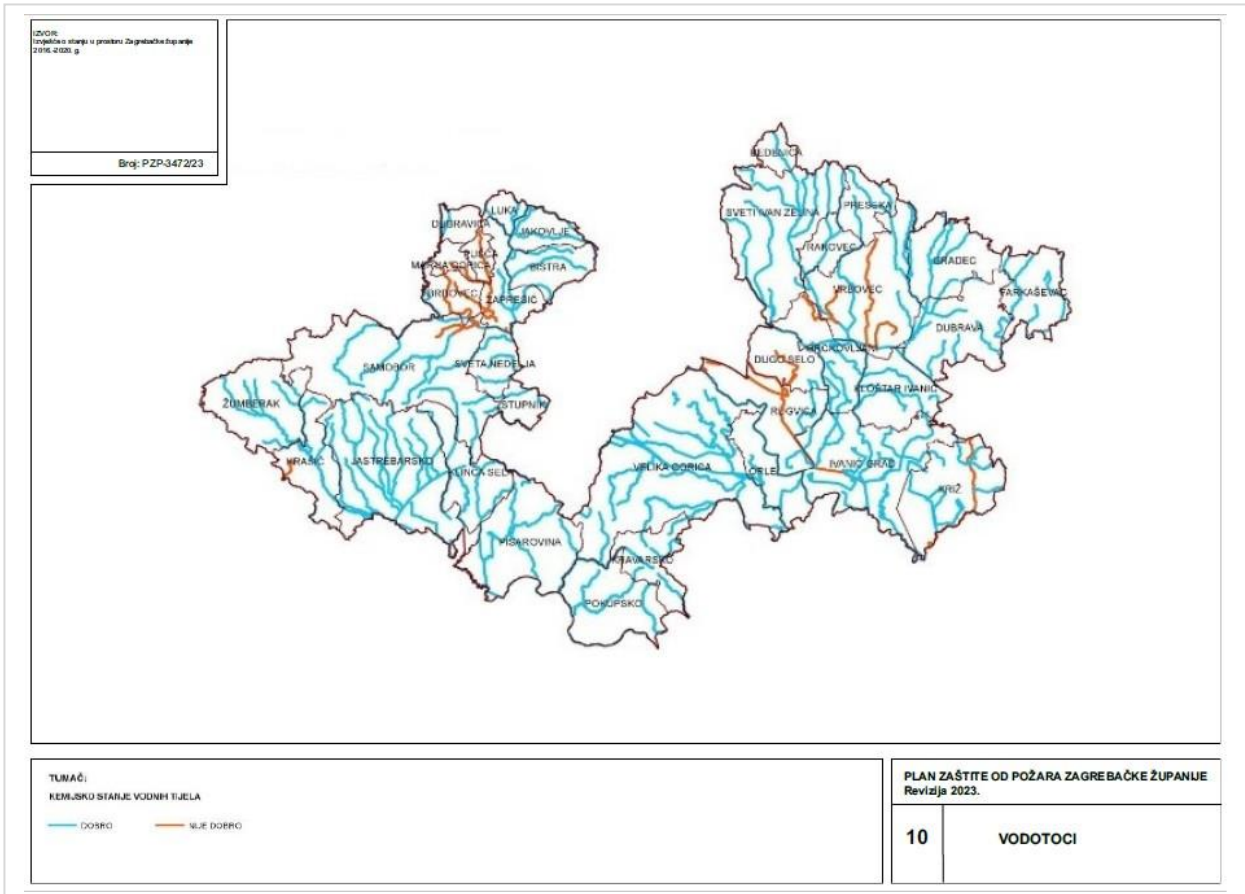 IZVOR:
Izvješće o stanju u prostoru Zagrebačke županije
2016.-2020. g.
Broj: PZP-3472/23
BEDENICA
SVETI IVAN ZELINA
PRESEKA
LUKA
DUBRAVICA
JAKOVLJE
RAKOVEC
PUŠĆA
MARIJA GORICA
BISTRA
GRADEC
BRDOVEC
ZAPREŠIĆ
VRBOVEC
FARKAŠEVAC
DUBRAVA
BRCKOVLJANI
DUGO SELO
SAMOBOR
SVETA NEDELJA
KLOŠTAR IVANIĆ
ŽUMBERAK
STUPNIK
RUGVICA
KRAŠIĆ
JASTREBARSKO
KLINČA SELA
VELIKA GORICA
ORLE
IVANIĆ GRAD
KRIŽ
PISAROVINA
KRAVARSKO
POKUPSKO
TUMAČ:
KEMIJSKO STANJE VODNIH TIJELA
DOBRO
NIJE DOBRO
PLAN ZAŠTITE OD POŽARA ZAGREBAČKE ŽUPANIJE
Revizija 2023.
10
VODOTOCI